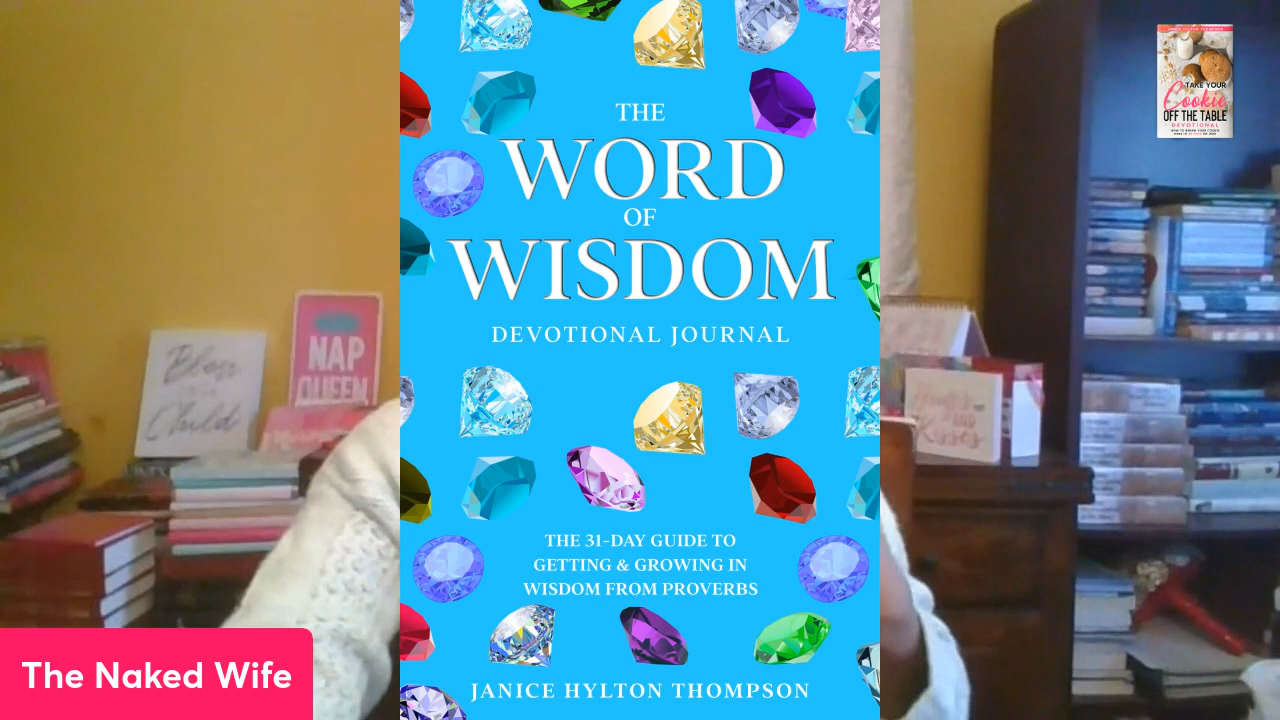 THE
WORD
OF
WISDOM
DEVOTIONAL JOURNAL
THE 31-DAY GUIDE TO
GETTING & GROWING IN
WISDOM FROM PROVERBS
JANICE HYLTON THOMPSON
The Naked Wife
Bless
Child
NAP
QUEEN
TAKE YOUR
Cookie
OFF THE TABLE
DEVOTIONAL
Kisses